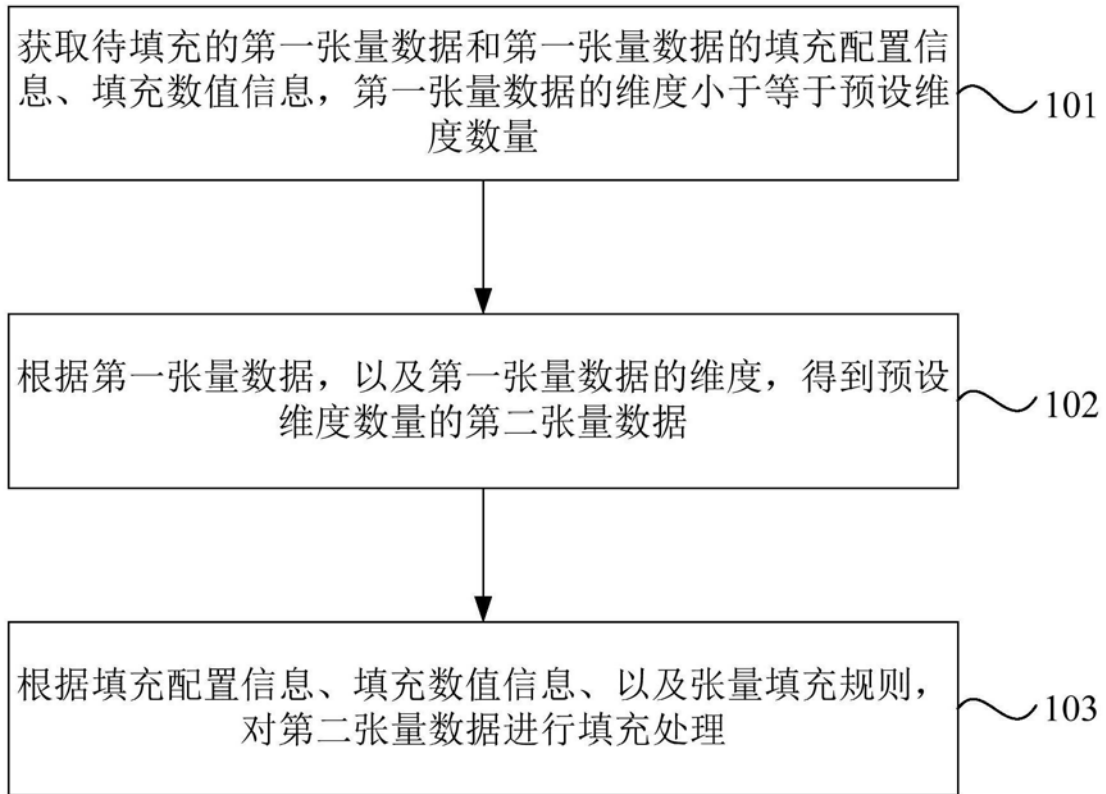 获取待填充的第一张量数据和第一张量数据的填充配置信
息、填充数值信息，第一张量数据的维度小于等于预设维
度数量
101
根据第一张量数据，以及第一张量数据的维度，得到预设
维度数量的第二张量数据
102
根据填充配置信息、填充数值信息、以及张量填充规则，
对第二张量数据进行填充处理
103